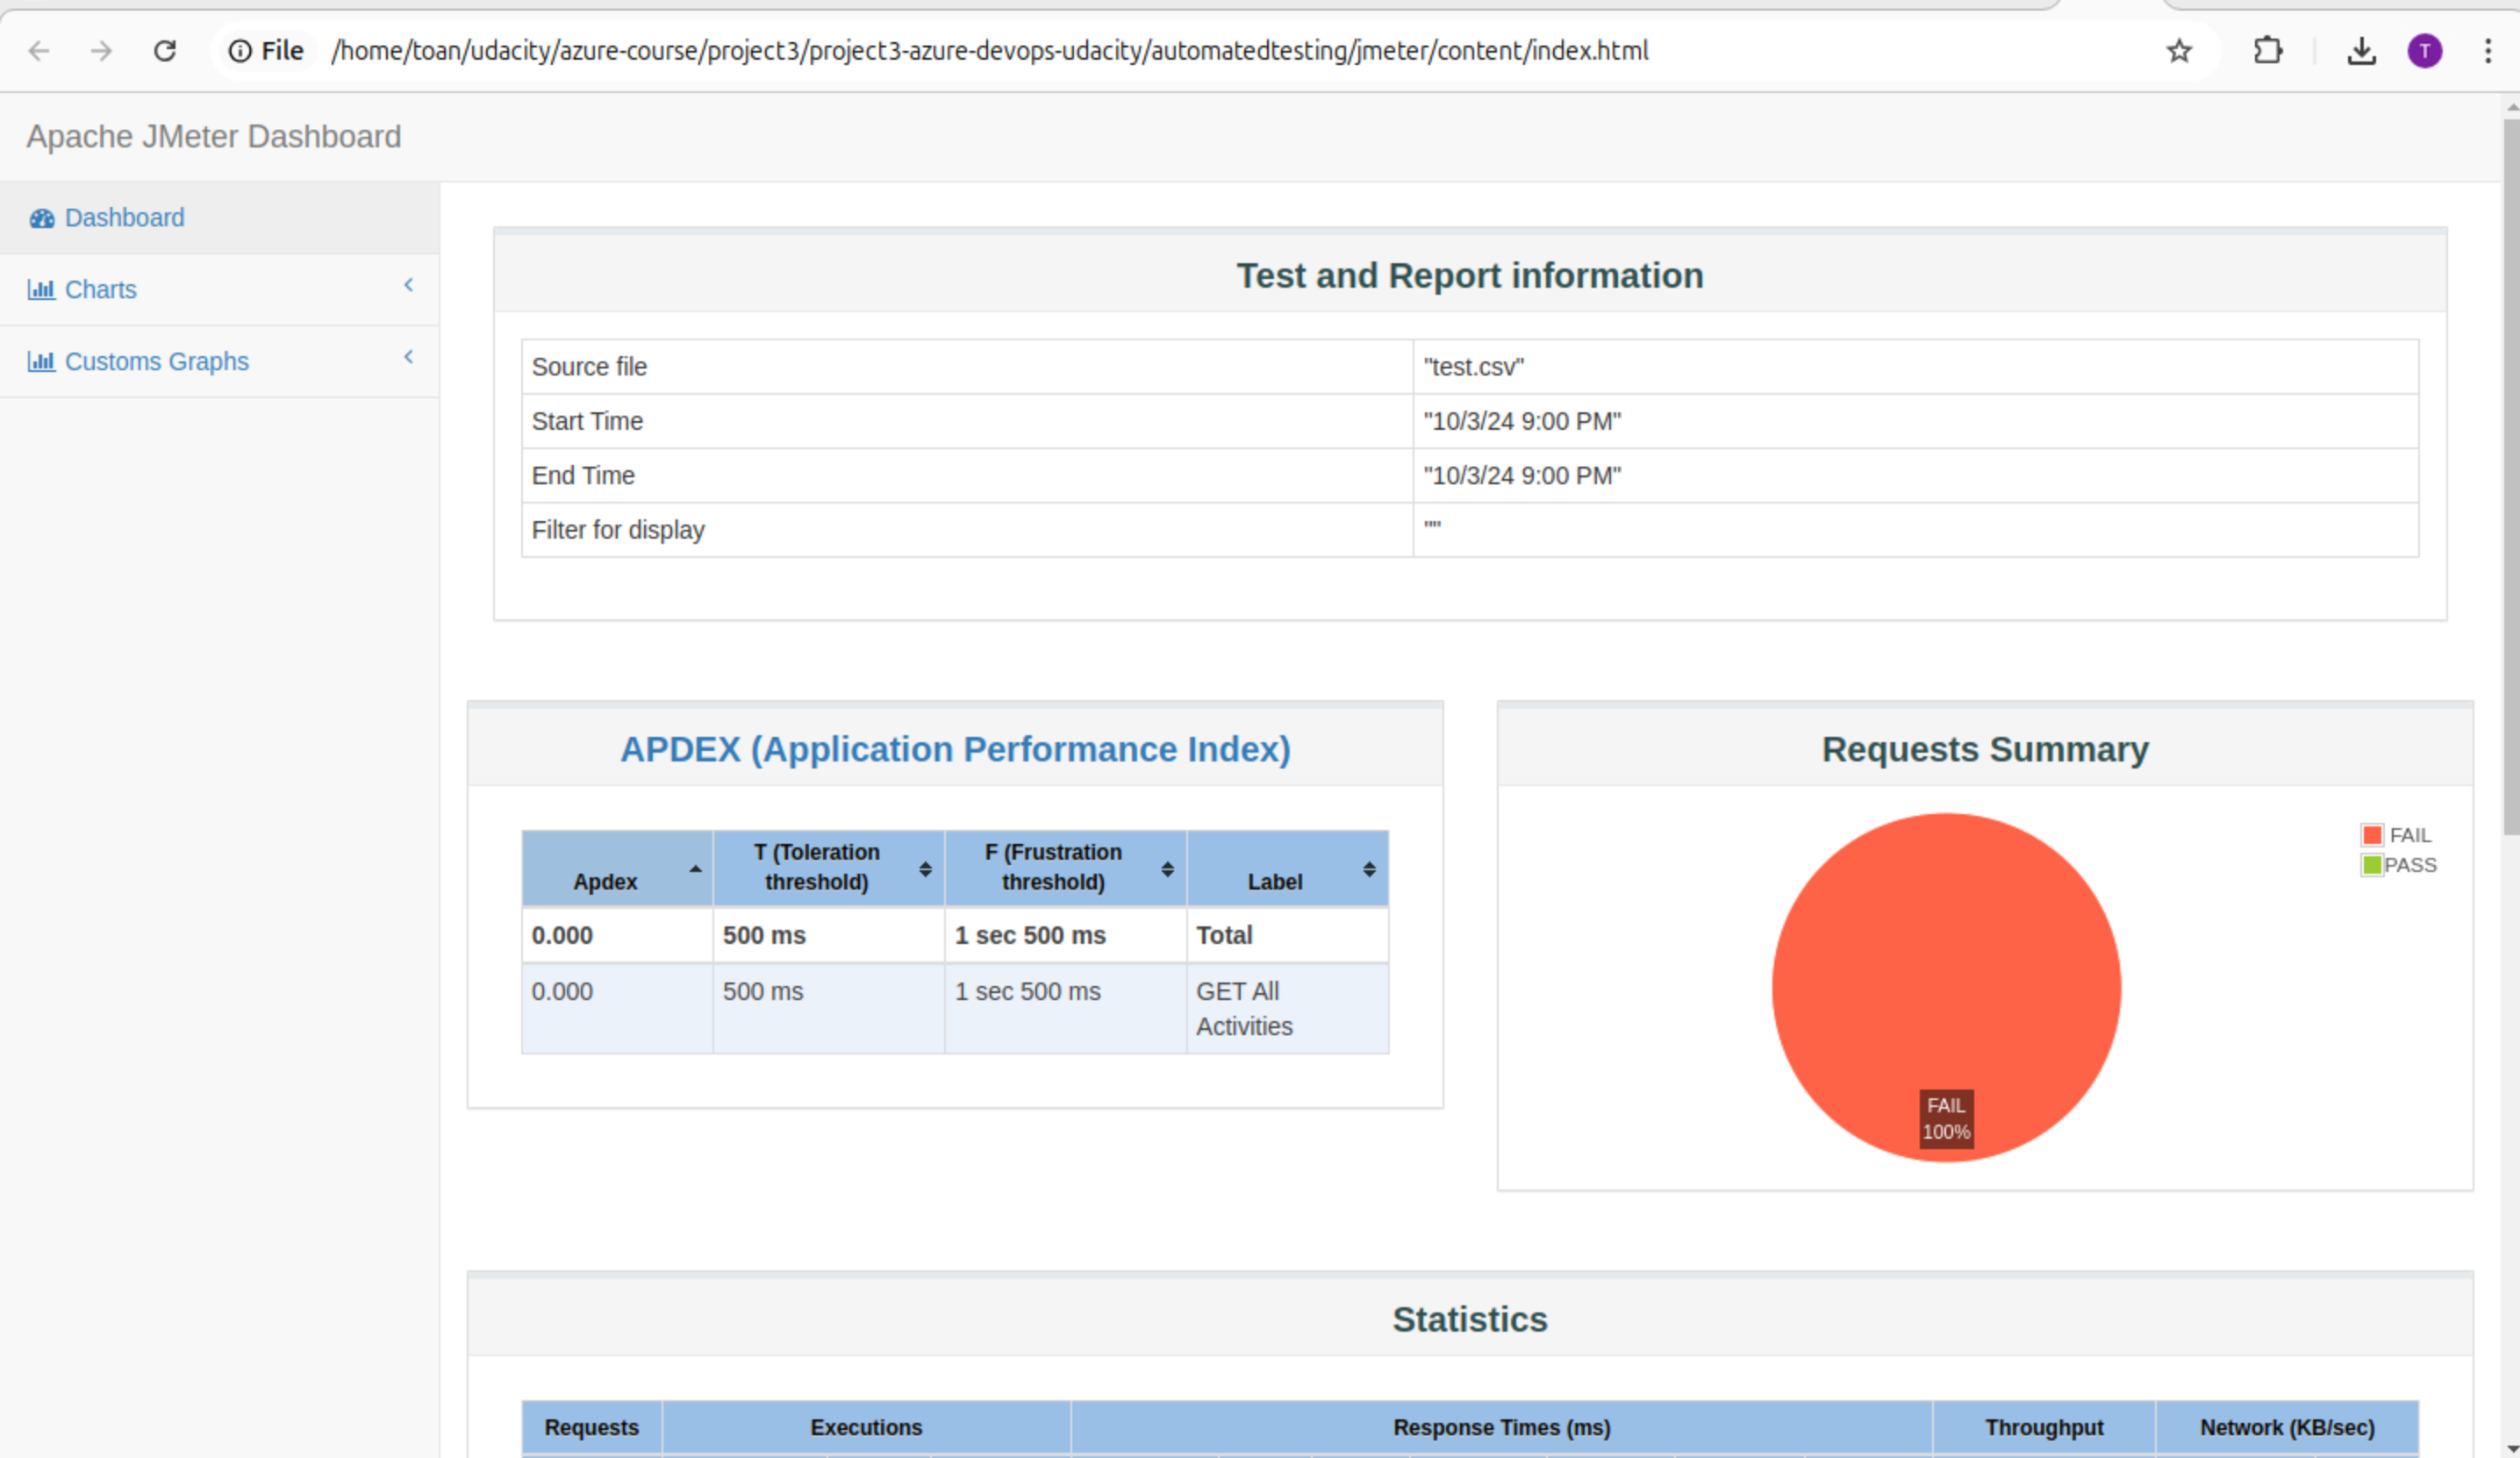 File /home/toan/udacity/azure-course/project3/project3-azure-devops-udacity/automatedtesting/jmeter/content/index.html
T
Apache JMeter Dashboard
Dashboard
Charts
Customs Graphs
Test and Report information
Source file "test.csv"
Start Time "10/3/24 9:00 PM"
End Time "10/3/24 9:00 PM"
Filter for display ""
APDEX (Application Performance Index)
Apdex T (Toleration threshold) F (Frustration threshold) Label
0.000 500 ms 1 sec 500 ms Total
0.000 500 ms 1 sec 500 ms GET All Activities
Requests Summary
FAIL
PASS
FAIL
100%
Statistics
Requests Executions Response Times (ms) Throughput Network (KB/sec)